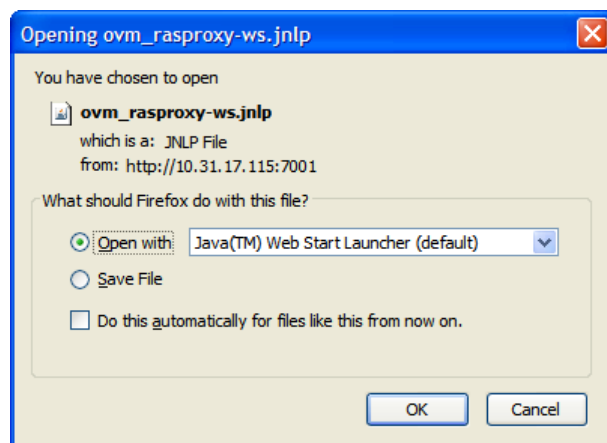 Opening ovm_rasproxy-ws.jnlp
You have chosen to open
ovm_rasproxy-ws.jnlp
which is a: JNLP File
from: http://10.31.17.115:7001
What should Firefox do with this file?
Open with Java(TM) Web Start Launcher (default)
Save File
Do this automatically for files like this from now on.
OK Cancel